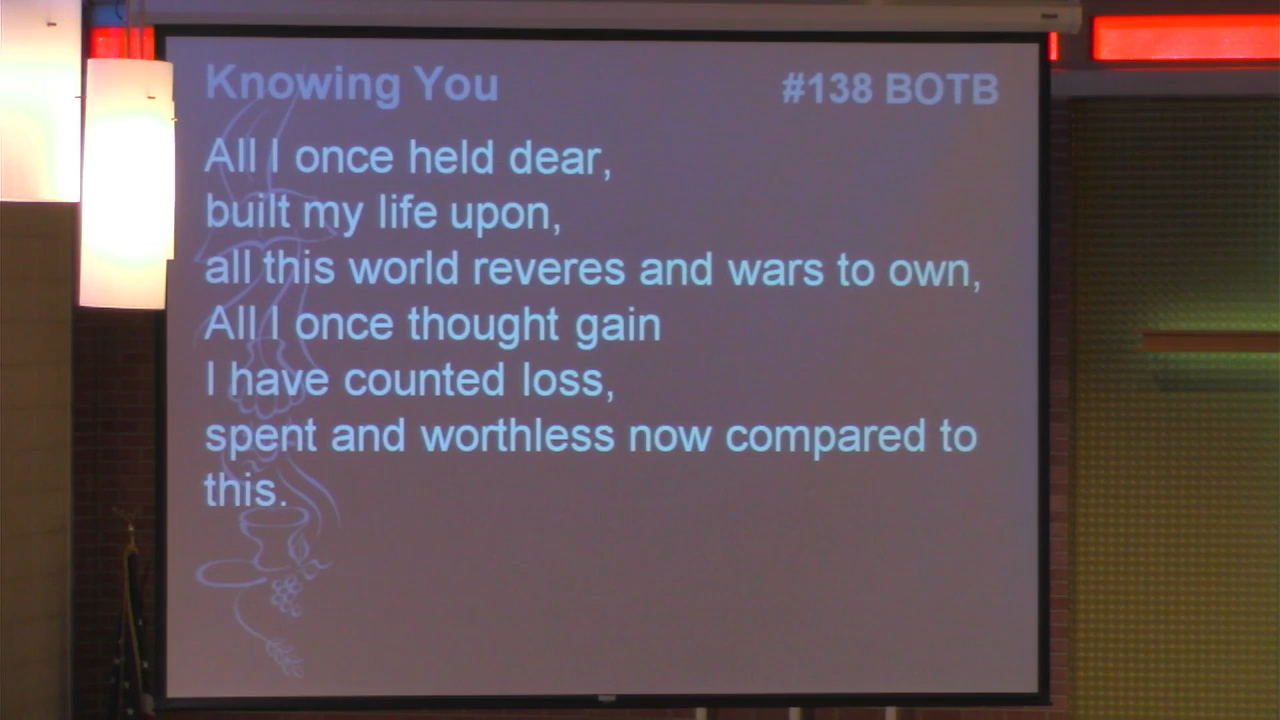 Knowing You #138 BOTB
All I once held dear,
built my life upon,
all this world reveres and wars to own,
All I once thought gain
I have counted loss,
spent and worthless now compared to
this.